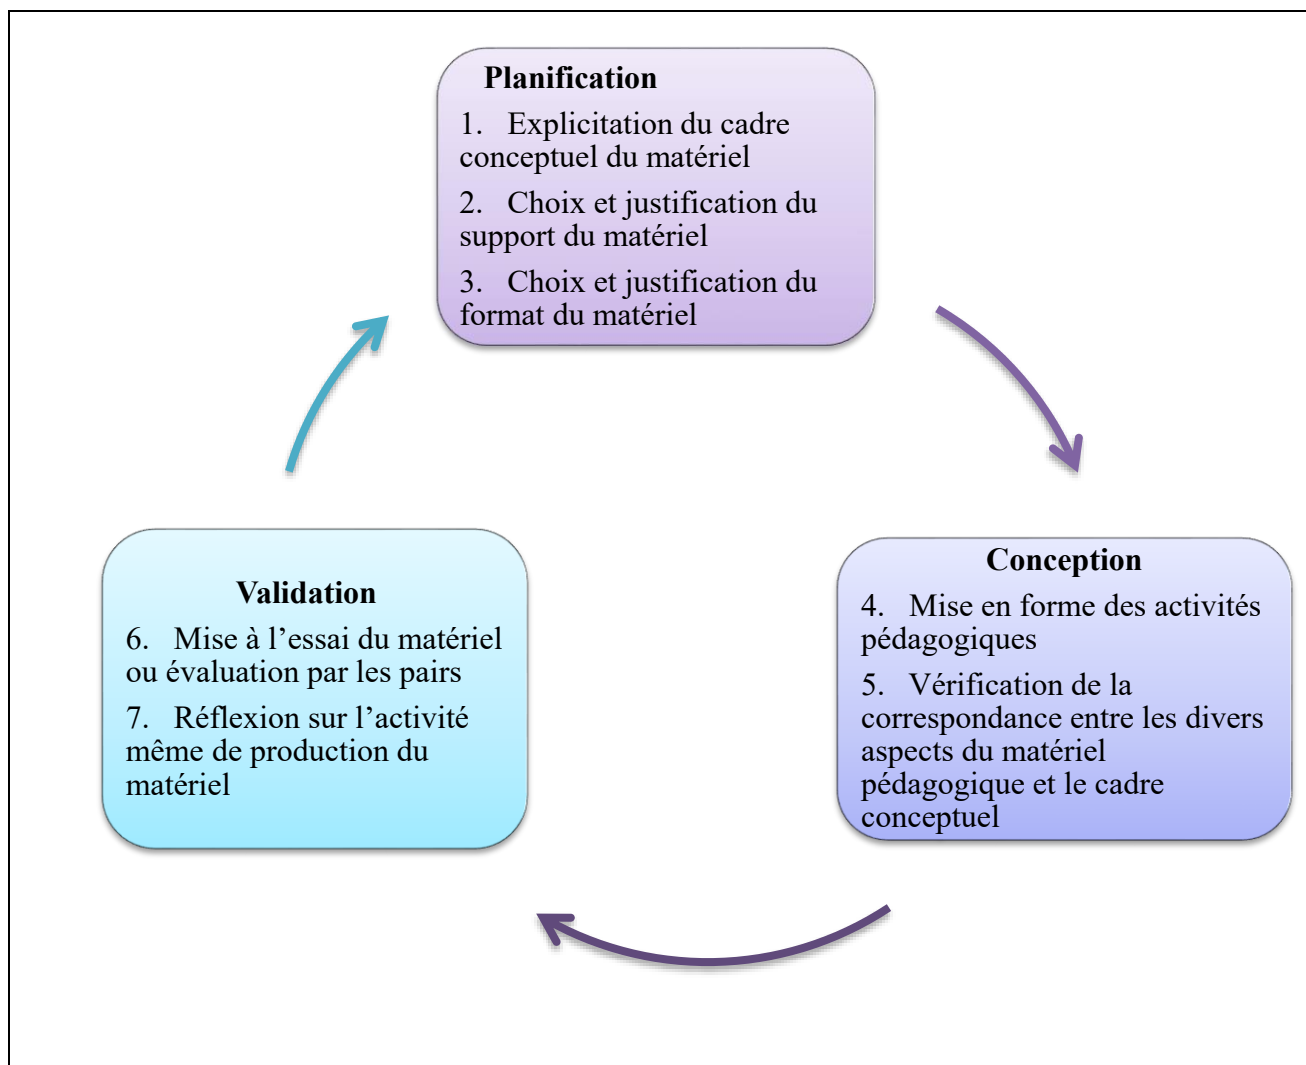 Planification
1. Explicitation du cadre
conceptuel du matériel
2. Choix et justification du
support du matériel
3. Choix et justification du
format du matériel
Conception
4. Mise en forme des activités
pédagogiques
5. Vérification de la
correspondance entre les divers
aspects du matériel
pédagogique et le cadre
conceptuel
Validation
6. Mise à l’essai du matériel
ou évaluation par les pairs
7. Réflexion sur l’activité
même de production du
matériel